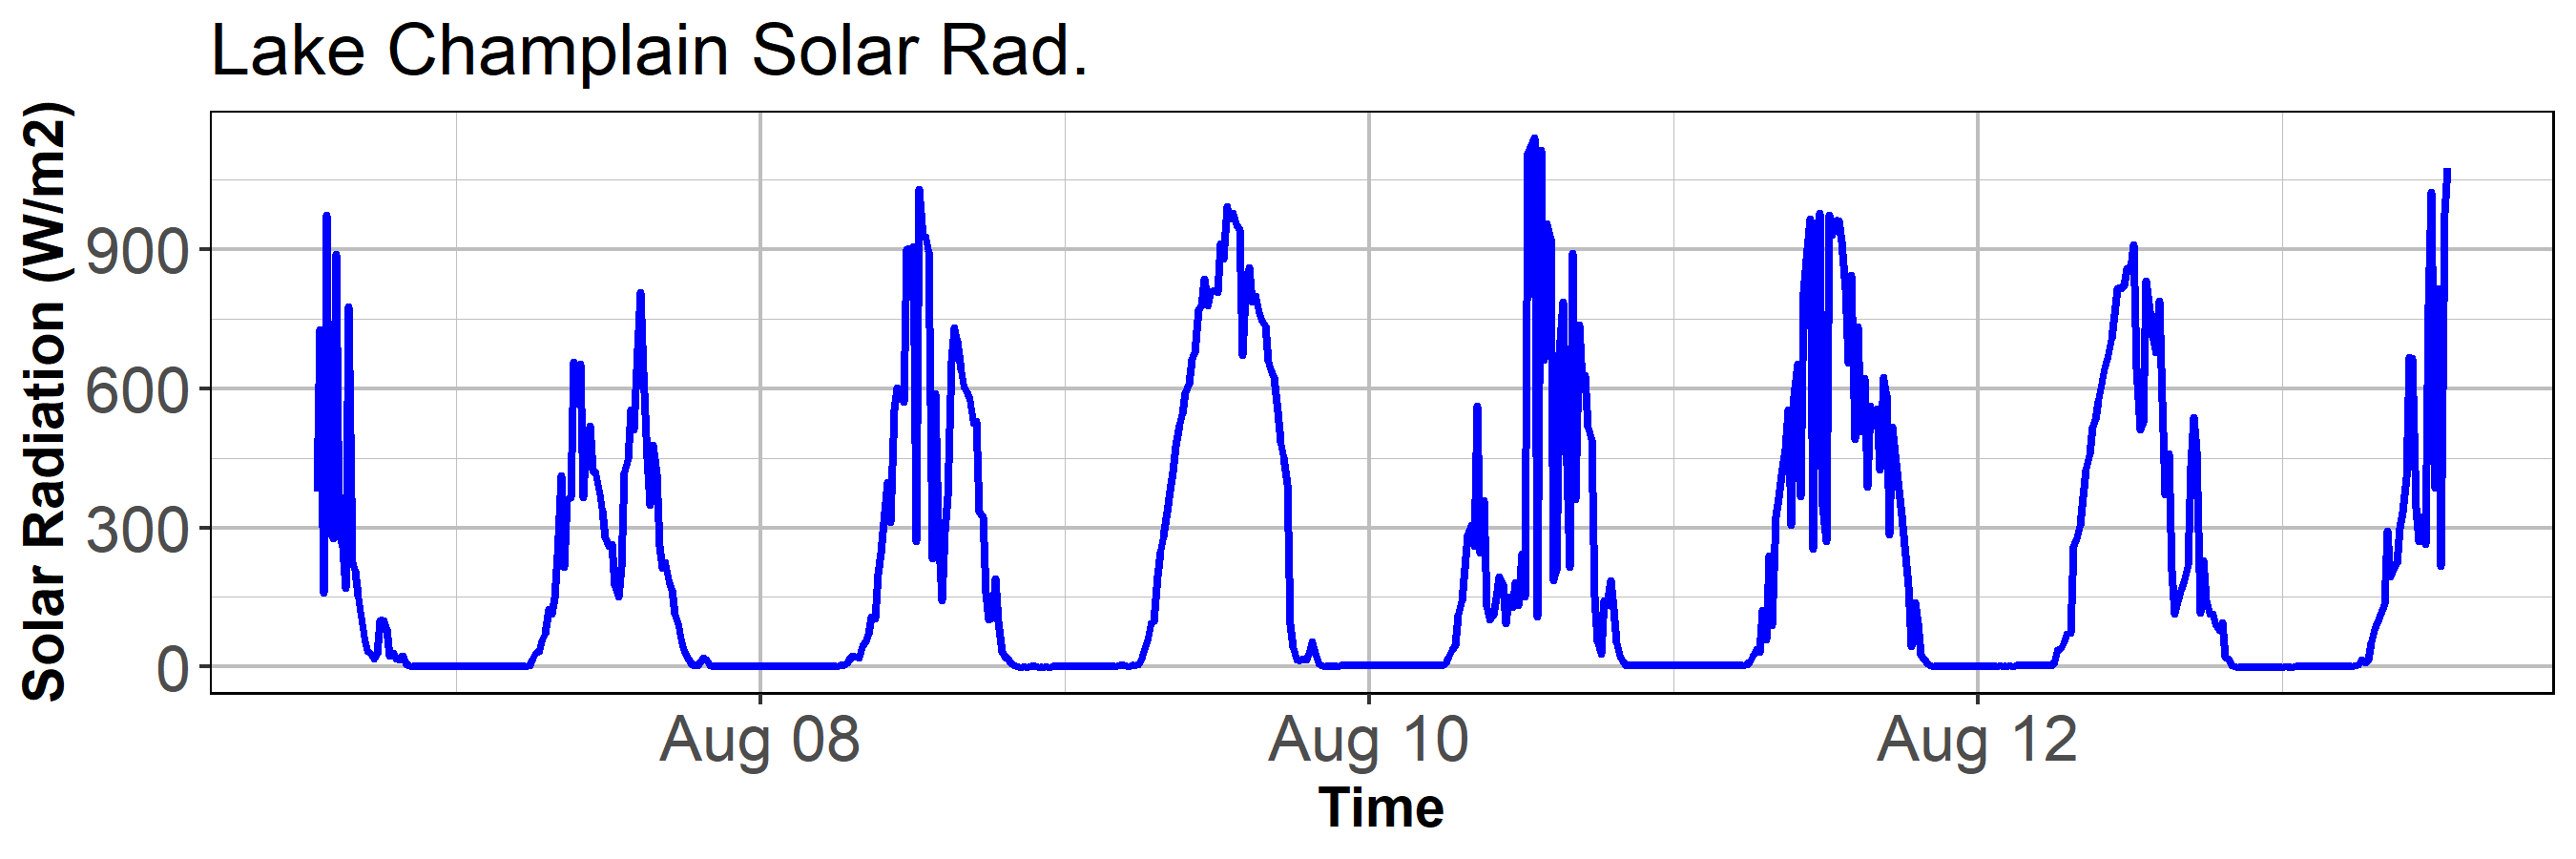 Lake Champlain Solar Rad.
Solar Radiation (W/m2)
900
600
300
0
Aug 08
Aug 10
Aug 12
Time